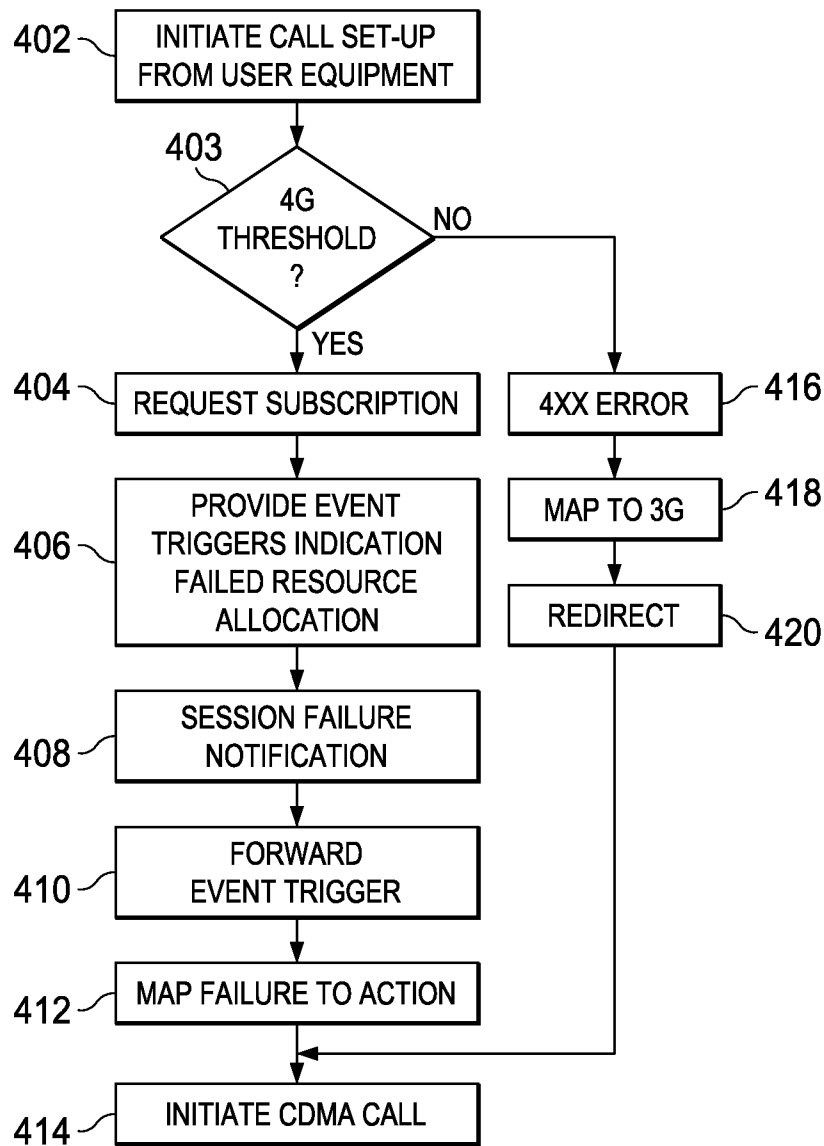 402
INITIATE CALL SET-UP
FROM USER EQUIPMENT
403
4G
THRESHOLD
?
NO
YES
404
REQUEST SUBSCRIPTION
4XX ERROR
416
406
PROVIDE EVENT
TRIGGERS INDICATION
FAILED RESOURCE
ALLOCATION
MAP TO 3G
418
REDIRECT
420
408
SESSION FAILURE
NOTIFICATION
410
FORWARD
EVENT TRIGGER
412
MAP FAILURE TO ACTION
414
INITIATE CDMA CALL